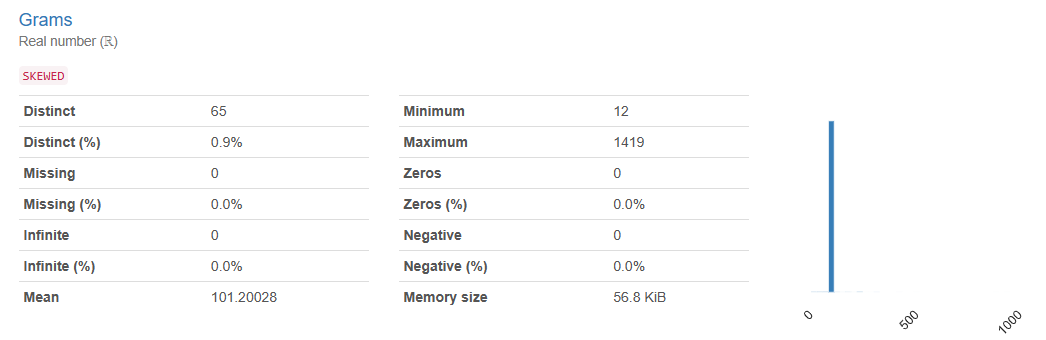 Grams
Real number (ℝ)
SKEWED
Distinct 65
Distinct (%) 0.9%
Missing 0
Missing (%) 0.0%
Infinite 0
Infinite (%) 0.0%
Mean 101.20028
Minimum 12
Maximum 1419
Zeros 0
Zeros (%) 0.0%
Negative 0
Negative (%) 0.0%
Memory size 56.8 KiB
0
500
1000